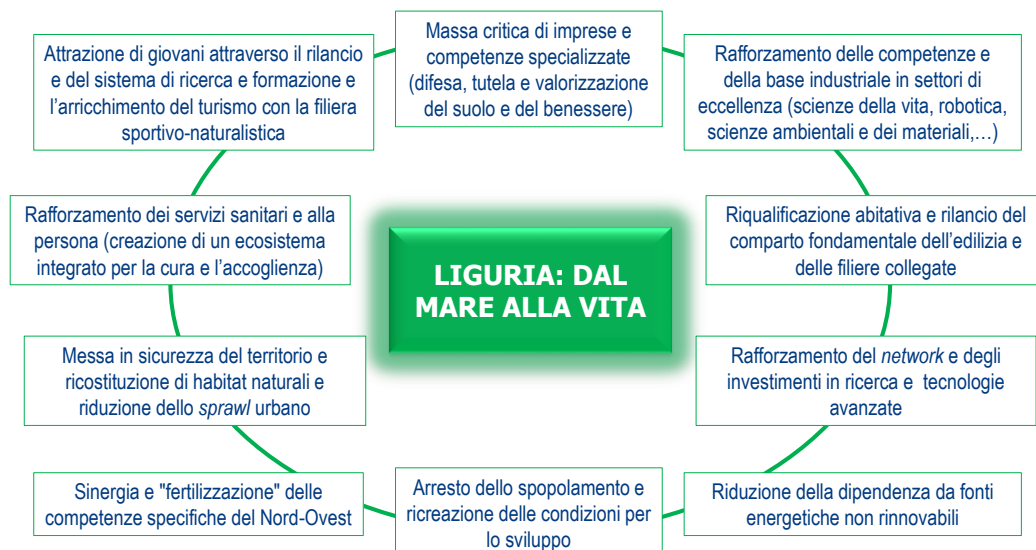 Attrazione di giovani attraverso il rilancio
e del sistema di ricerca e formazione e
l'arricchimento del turismo con la filiera
sportivo-naturalistica
Massa critica di imprese e
competenze specializzate
(difesa, tutela e valorizzazione
del suolo e del benessere)
Rafforzamento delle competenze e
della base industriale in settori di
eccellenza (scienze della vita, robotica,
scienze ambientali e dei materiali,…)
Rafforzamento dei servizi sanitari e alla
persona (creazione di un ecosistema
integrato per la cura e l'accoglienza)
LIGURIA: DAL
MARE ALLA VITA
Riqualificazione abitativa e rilancio del
comparto fondamentale dell'edilizia e
delle filiere collegate
Messa in sicurezza del territorio e
ricostituzione di habitat naturali e
riduzione dello sprawl urbano
Rafforzamento del network e degli
investimenti in ricerca e tecnologie
avanzate
Sinergia e "fertilizzazione" delle
competenze specifiche del Nord-Ovest
Arresto dello spopolamento e
ricreazione delle condizioni per
lo sviluppo
Riduzione della dipendenza da fonti
energetiche non rinnovabili